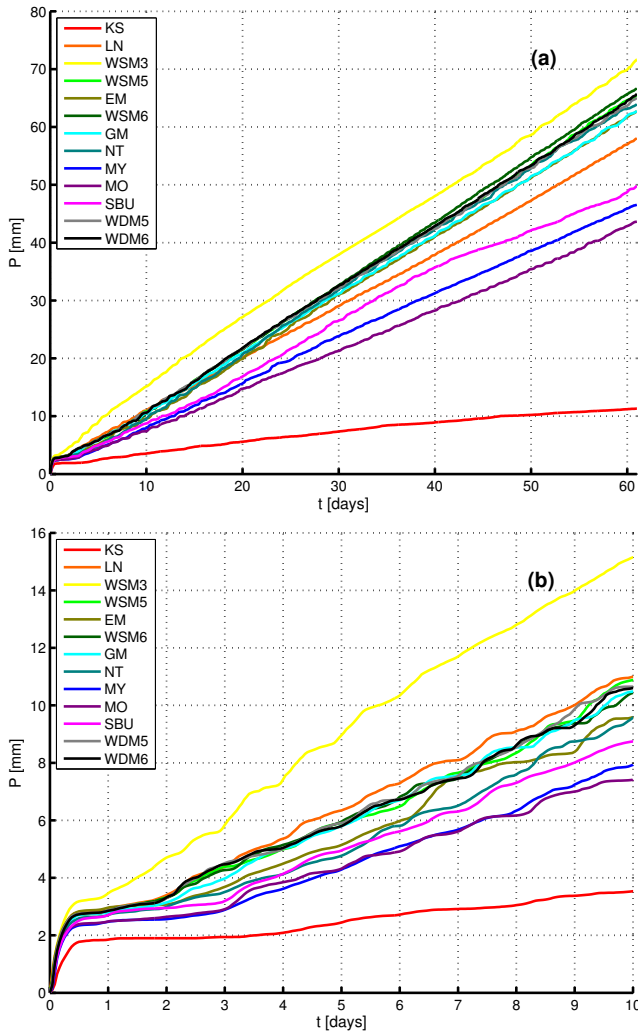 80
70
60
50
40
30
20
10
0
P [mm]
KS
LN
WSM3
WSM5
EM
WSM6
GM
NT
MY
MO
SBU
WDM5
WDM6
(a)
0 10 20 30 40 50 60
t [days]
16
14
12
10
8
6
4
2
0
P [mm]
KS
LN
WSM3
WSM5
EM
WSM6
GM
NT
MY
MO
SBU
WDM5
WDM6
(b)
0 1 2 3 4 5 6 7 8 9 10
t [days]